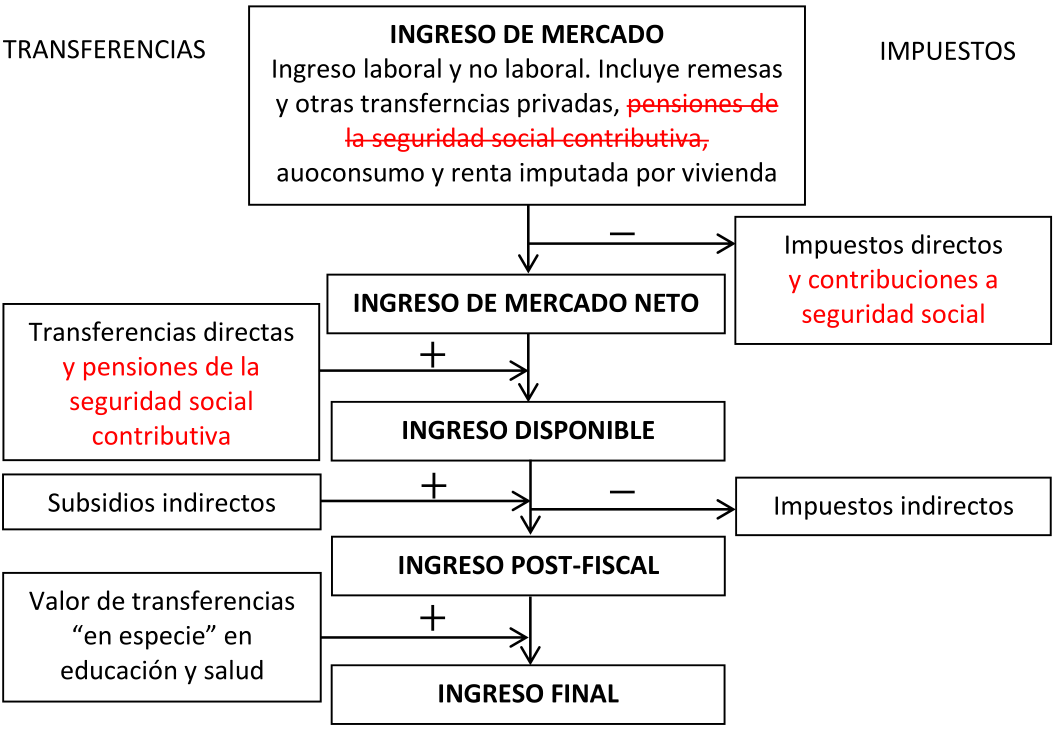 TRANSFERENCIAS
IMPUESTOS
INGRESO DE MERCADO
Ingreso laboral y no laboral. Incluye remesas
y otras transferncias privadas, pensiones de
la seguridad social contributiva,
auoconsumo y renta imputada por vivienda
−
Impuestos directos
y contribuciones a
seguridad social
INGRESO DE MERCADO NETO
Transferencias directas
y pensiones de la
seguridad social
contributiva
+
INGRESO DISPONIBLE
Subsidios indirectos
+
−
Impuestos indirectos
INGRESO POST-FISCAL
Valor de transferencias
“en especie” en
educación y salud
+
INGRESO FINAL